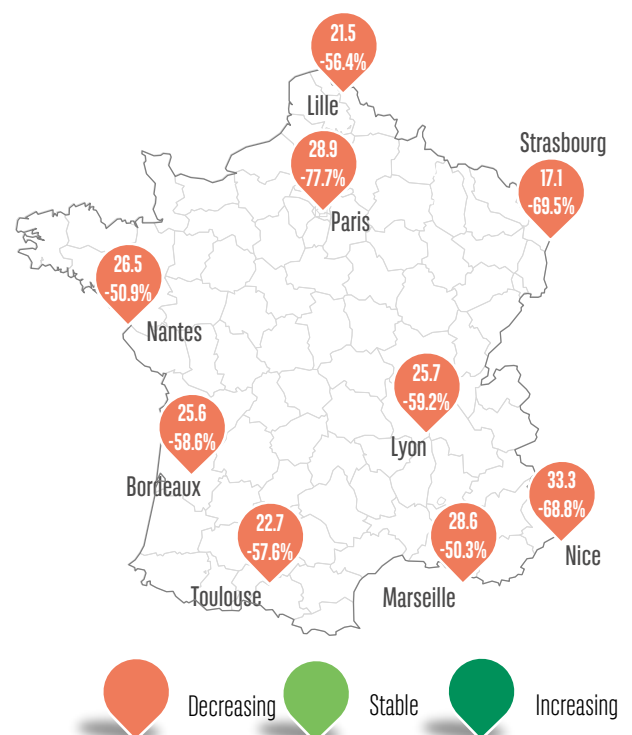 21.5
-56.4%
Lille
28.9
-77.7%
Paris
Strasbourg
17.1
-69.5%
26.5
-50.9%
Nantes
25.7
-59.2%
Lyon
25.6
-58.6%
Bordeaux
33.3
-68.8%
Nice
22.7
-57.6%
Toulouse
28.6
-50.3%
Marseille
Decreasing
Stable
Increasing